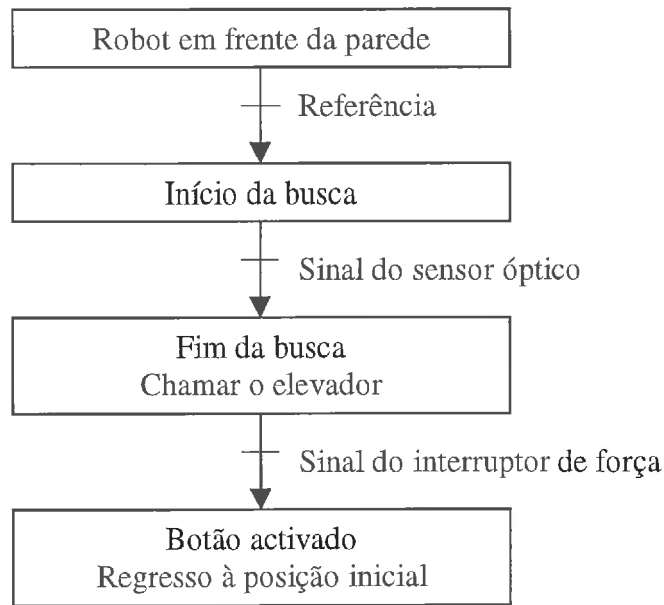 Robot em frente da parede
Referência
Início da busca
Sinal do sensor óptico
Fim da busca
Chamar o elevador
Sinal do interruptor de força
Botão activado
Regresso à posição inicial